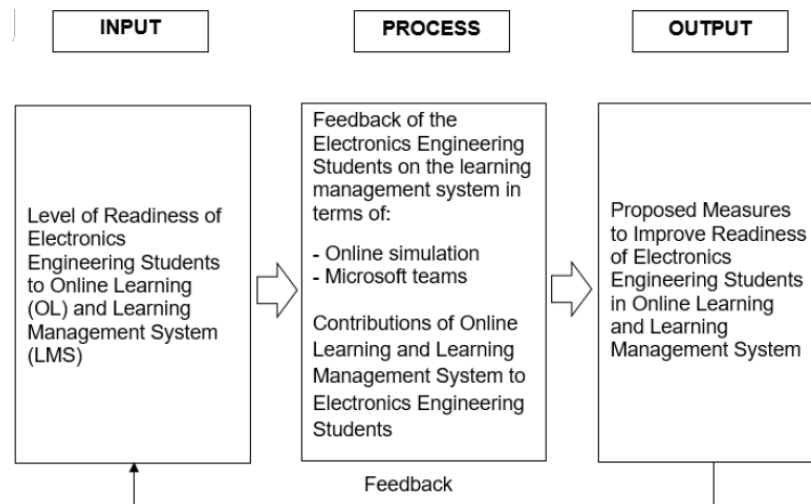 INPUT
PROCESS
OUTPUT
Level of Readiness of
Electronics
Engineering Students
to Online Learning
(OL) and Learning
Management System
(LMS)
Feedback of the
Electronics Engineering
Students on the learning
management system in
terms of:
- Online simulation
- Microsoft teams
Contributions of Online
Learning and Learning
Management System to
Electronics Engineering
Students
Proposed Measures
to Improve Readiness
of Electronics
Engineering Students
in Online Learning
and Learning
Management System
Feedback